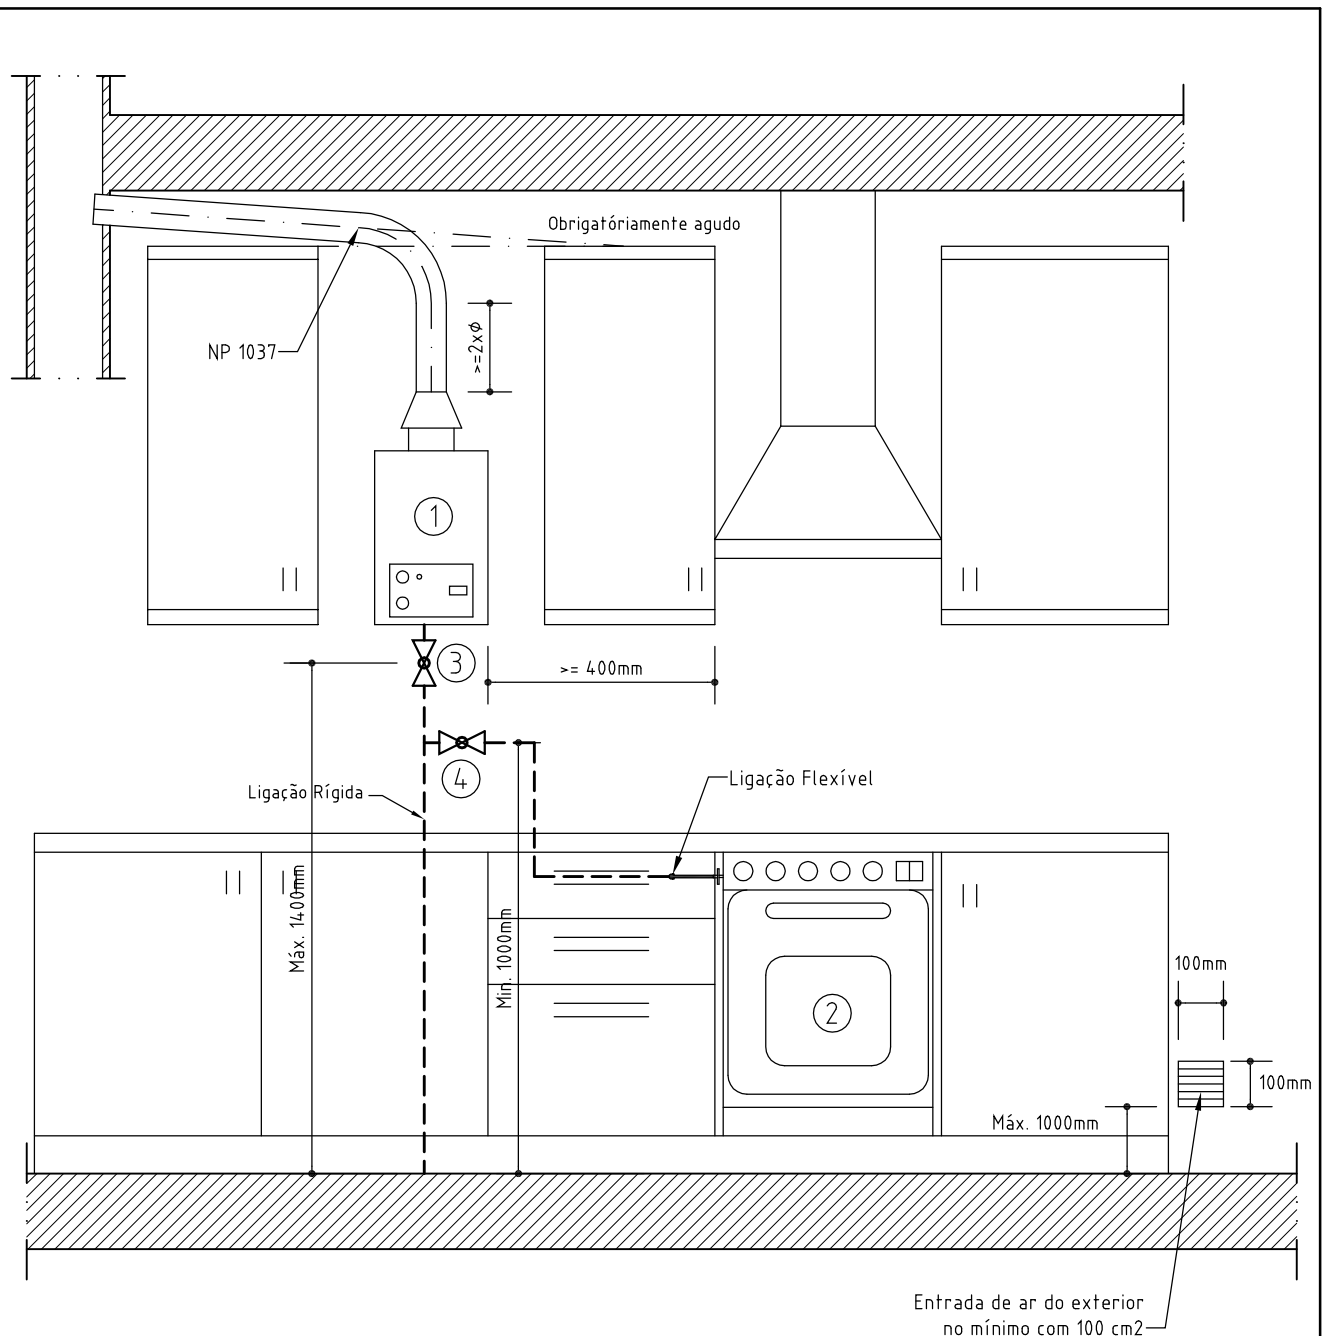 Obrigatóriamente agudo
NP 1037
>=2xϕ
1
3
>= 400mm
4
Ligação Rígida
Ligação Flexível
Máx. 1400mm
Min. 1000mm
2
100mm
100mm
Máx. 1000mm
Entrada de ar do exterior
no mínimo com 100 cm2